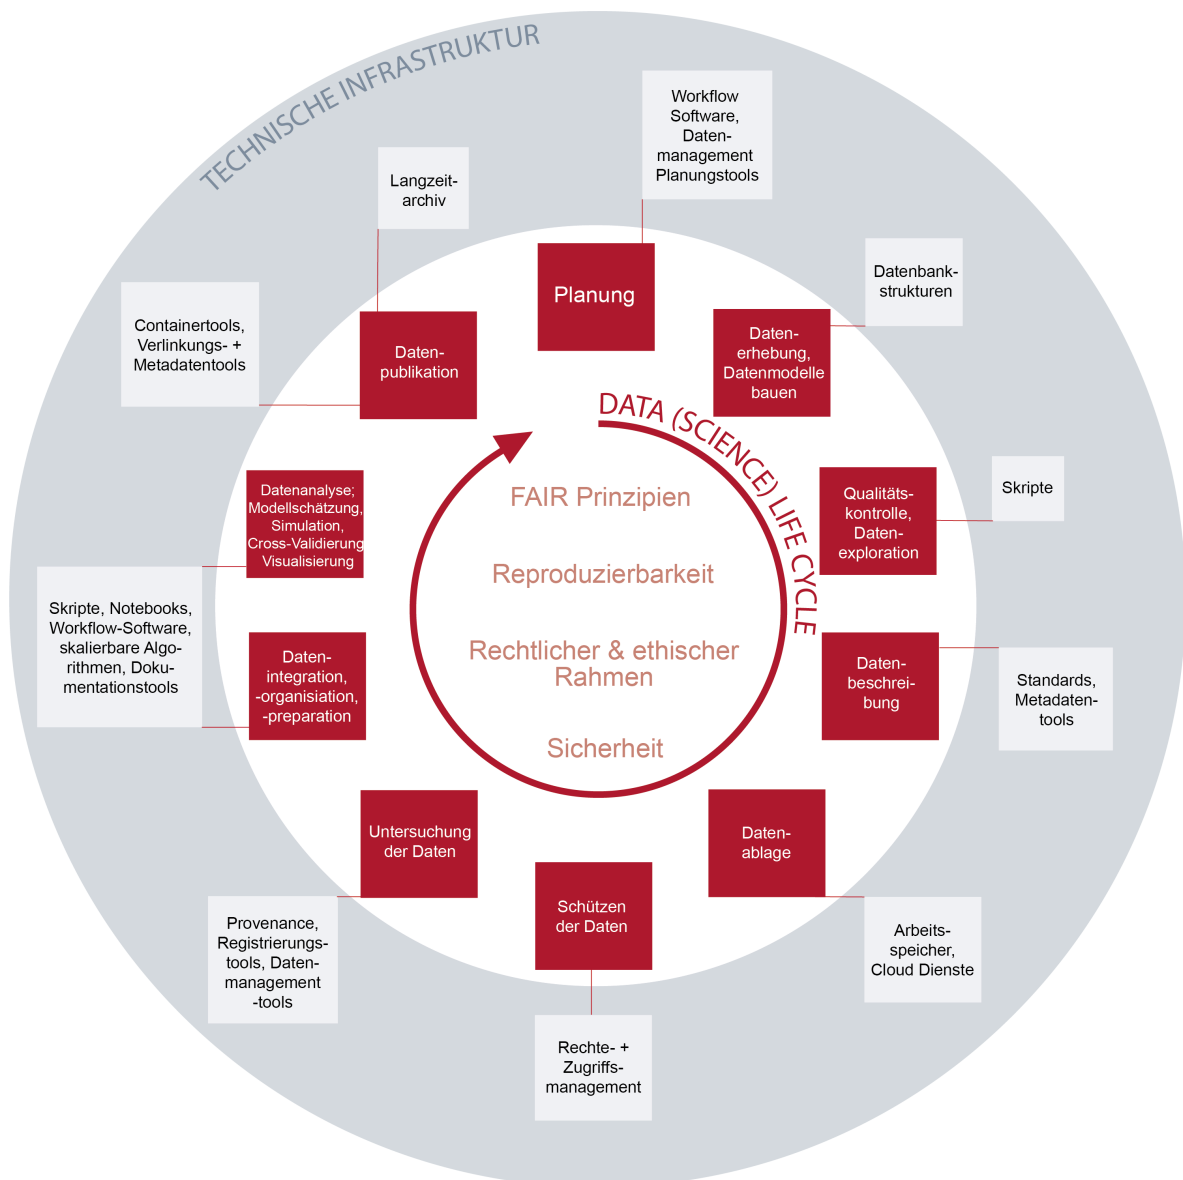 TECHNISCHE INFRASTRUKTUR
Workflow
Software,
Daten-
management
Planungstools
Langzeit-
archiv
Planung
Datenbank-
strukturen
Containertools,
Verlinkungs- +
Metadatentools
Daten-
publikation
Daten-
erhebung,
Datenmodelle
bauen
DATA (SCIENCE) LIFE CYCLE
Datenanalyse;
Modellschätzung,
Simulation,
Cross-Validierung
Visualisierung
FAIR Prinzipien
Qualitäts-
kontrolle,
Daten-
exploration
Skripte
Reproduzierbarkeit
Skripte, Notebooks,
Workflow-Software,
skalierbare Algo-
rithmen, Doku-
mentationstools
Daten-
integration,
-organisiation,
-preparation
Rechtlicher & ethischer
Rahmen
Daten-
beschrei-
bung
Standards,
Metadaten-
tools
Sicherheit
Untersuchung
der Daten
Daten-
ablage
Schützen
der Daten
Provenance,
Registrierungs-
tools, Daten-
management
-tools
Arbeits-
speicher,
Cloud Dienste
Rechte- +
Zugriffs-
management